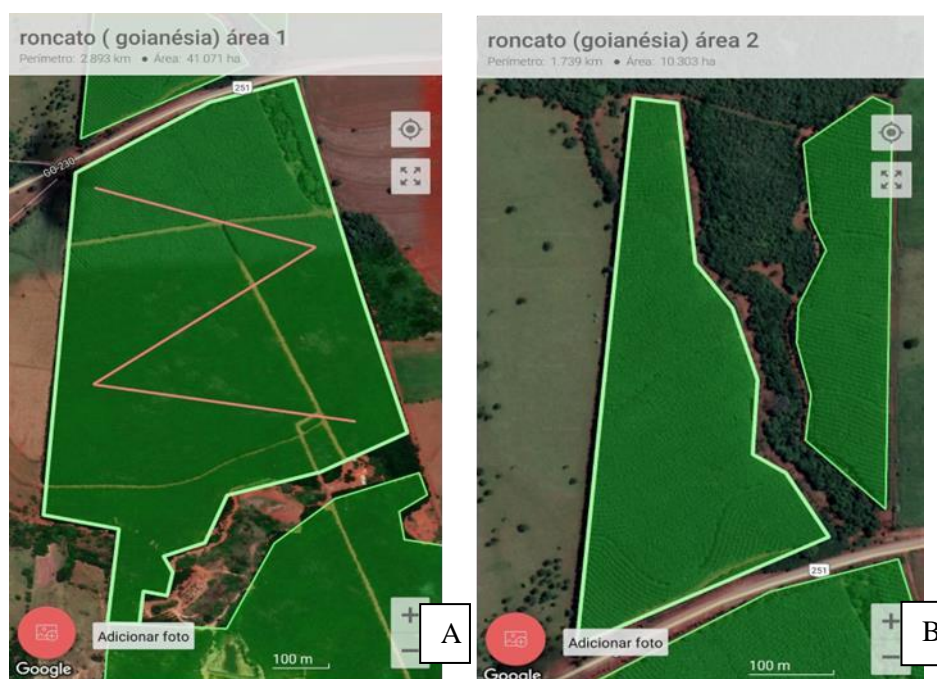 roncato ( goianésia) área 1
Perímetro: 2.893 km ● Área: 41.071 ha
251
GO-230
Adicionar foto
Google
100 m
A
roncato (goianésia) área 2
Perímetro: 1.739 km ● Área: 10.303 ha
251
Adicionar foto
Google
100 m
B